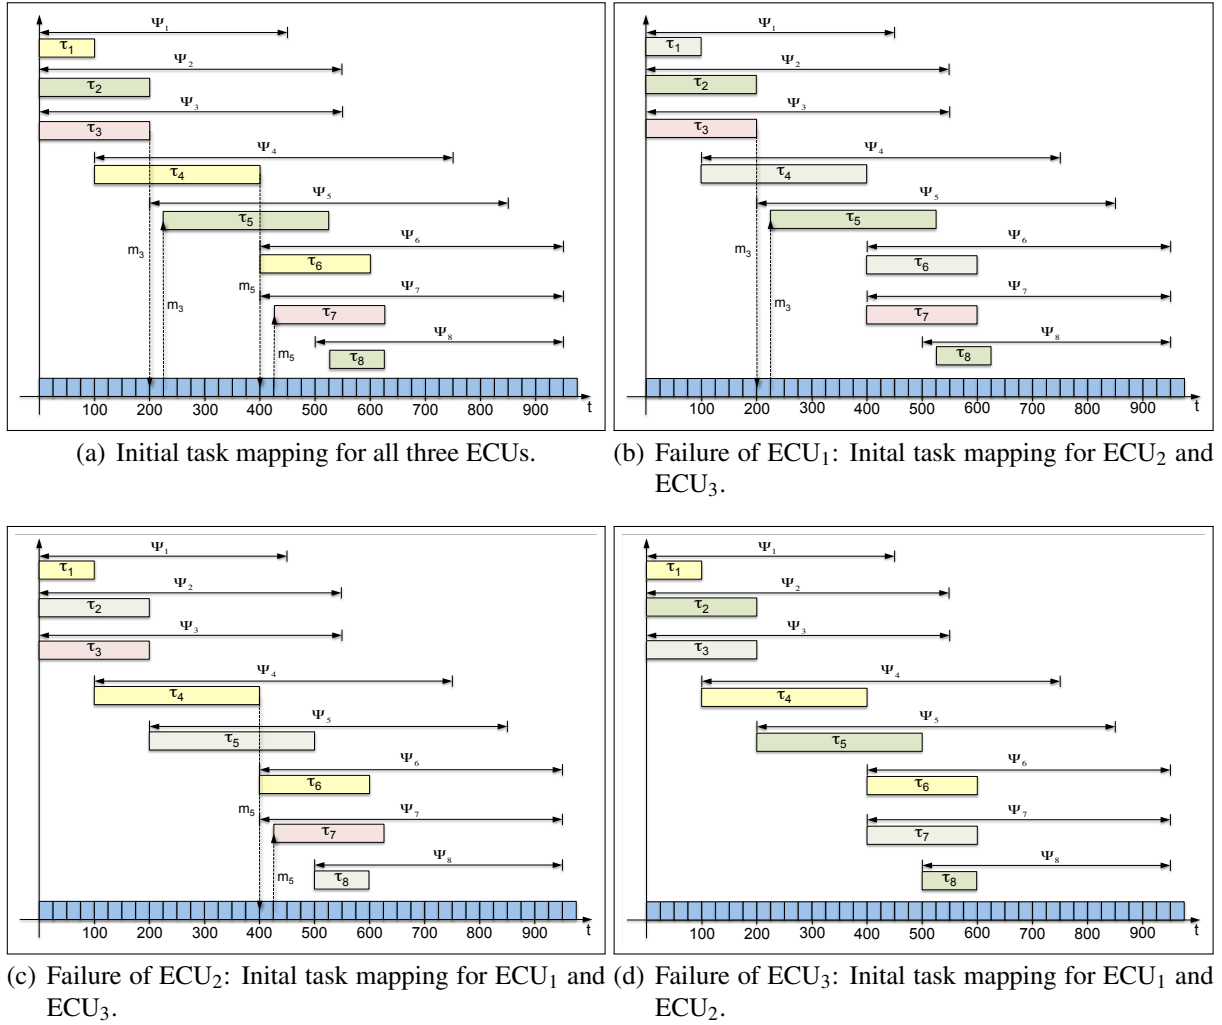 Ψ1
τ1
Ψ2
τ2
Ψ3
τ3
Ψ4
τ4
Ψ5
τ5
m3
Ψ6
m5
τ6
Ψ7
m3
τ7
Ψ8
m5
τ8
100 200 300 400 500 600 700 800 900 t
(a) Initial task mapping for all three ECUs.
Ψ1
τ1
Ψ2
τ2
Ψ3
τ3
Ψ4
τ4
Ψ5
τ5
m3
Ψ6
τ6
Ψ7
m3
τ7
Ψ8
τ8
100 200 300 400 500 600 700 800 900 t
(b) Failure of ECU1: Inital task mapping for ECU2 and
ECU3.
Ψ1
τ1
Ψ2
τ2
Ψ3
τ3
Ψ4
τ4
Ψ5
τ5
Ψ6
τ6
m5
Ψ7
τ7
Ψ8
m5
τ8
100 200 300 400 500 600 700 800 900 t
(c) Failure of ECU2: Inital task mapping for ECU1 and
ECU3.
Ψ1
τ1
Ψ2
τ2
Ψ3
τ3
Ψ4
τ4
Ψ5
τ5
Ψ6
τ6
Ψ7
τ7
Ψ8
τ8
100 200 300 400 500 600 700 800 900 t
(d) Failure of ECU3: Inital task mapping for ECU1 and
ECU2.